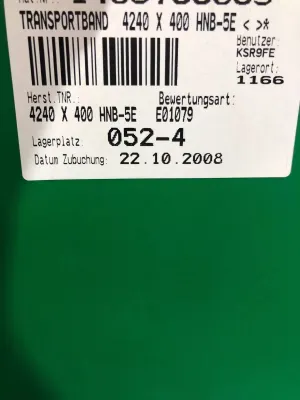 TRANSPORTBAND 4240 X 400 HNB-5E < >*
Benutzer:
KSR9FE
Lagerort:
1166
Herst.TNR.: Bewertungsart:
4240 X 400 HNB-5E E01079
Lagerplatz 052-4
Datum Zubuchung: 22.10.2008